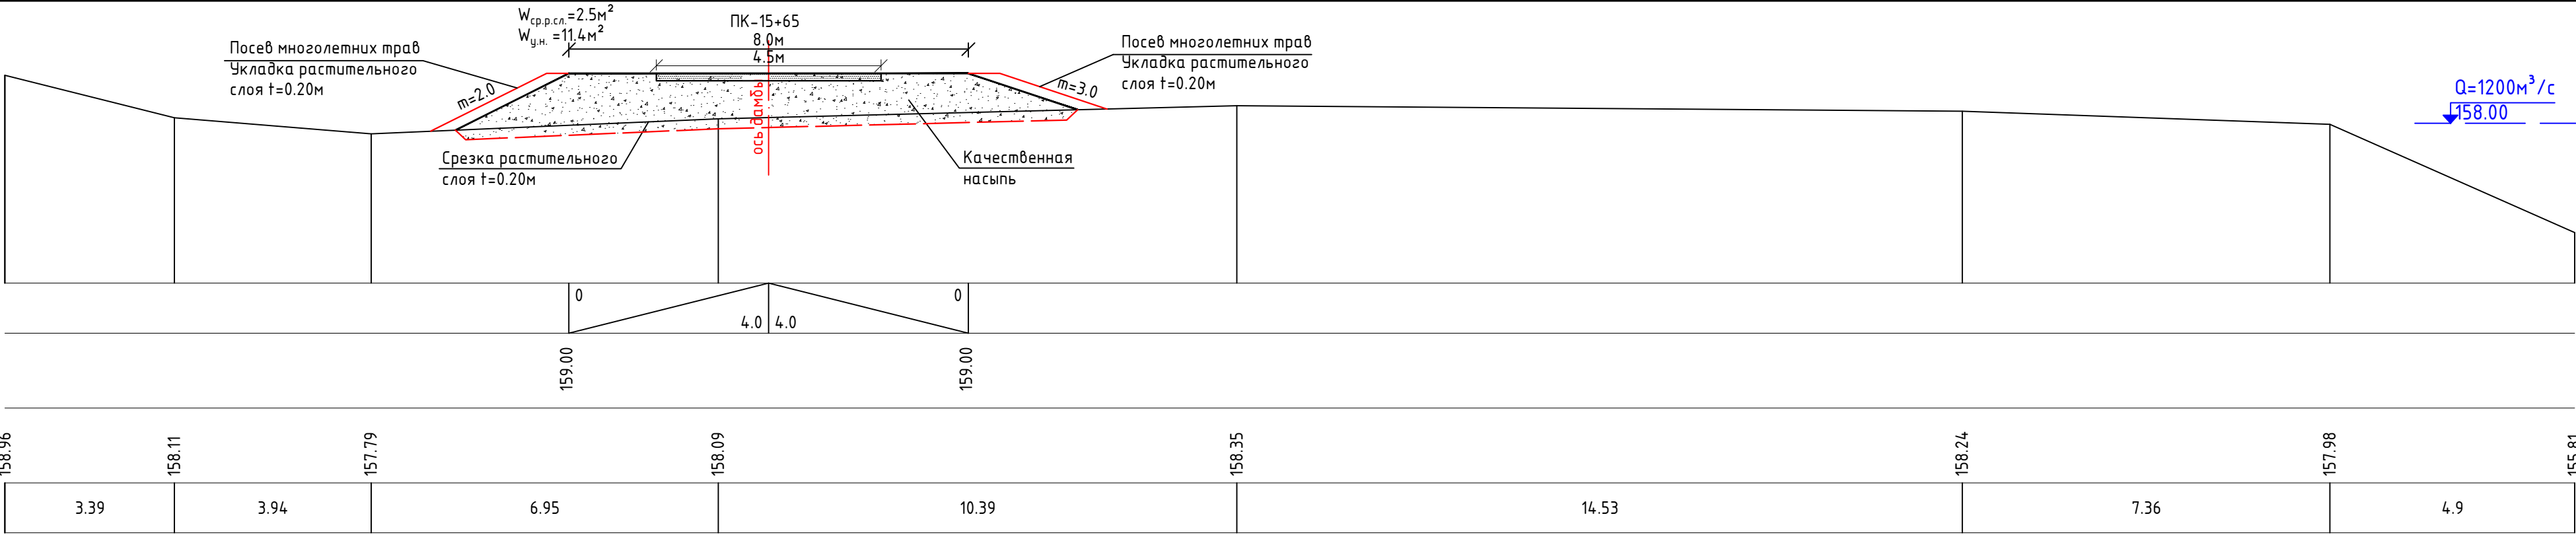 Wср.р.сл.=2.5м²
Wу.н. =11.4м²
ПК-15+65
8.0м
4.5м
Посев многолетних трав
Укладка растительного
слоя t=0.20м
m=2.0
ось дамбы
m=3.0
Посев многолетних трав
Укладка растительного
слоя t=0.20м
Q=1200м³/с
158.00
Срезка растительного
слоя t=0.20м
Качественная
насыпь
0
0
4.0
4.0
159.00
159.00
158.96
158.11
157.79
158.09
158.35
158.24
157.98
155.81
3.39
3.94
6.95
10.39
14.53
7.36
4.9